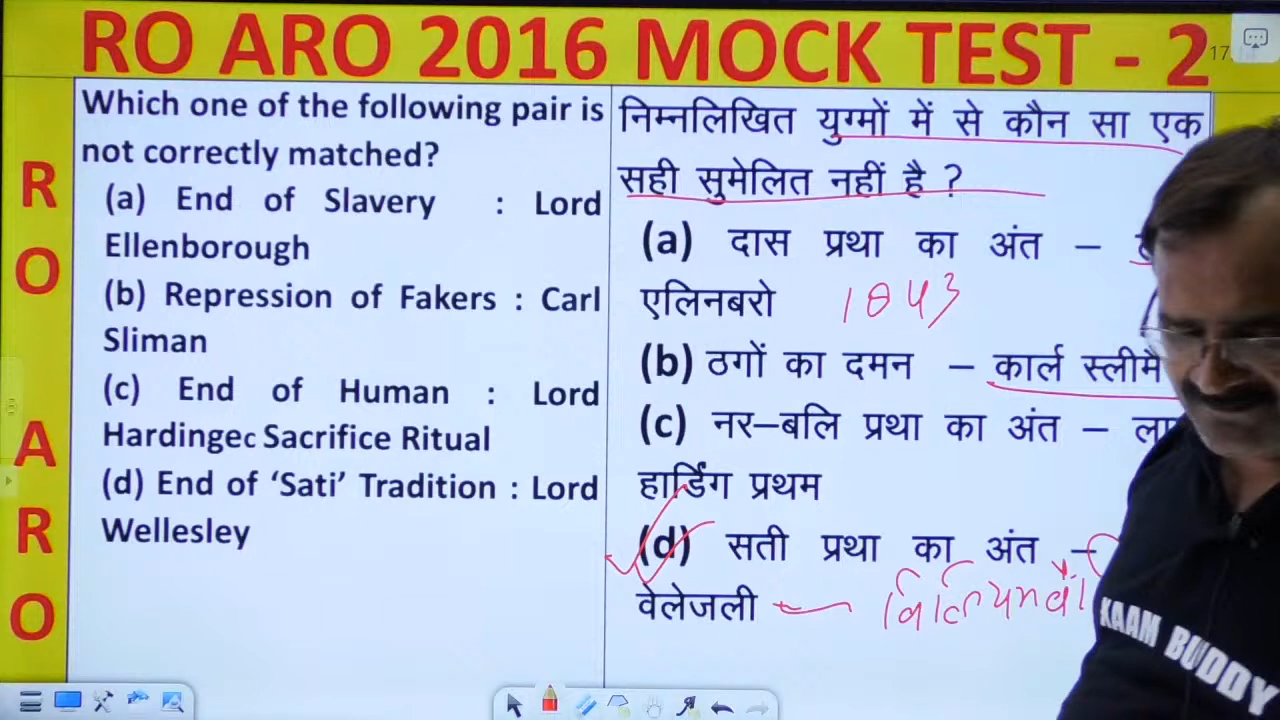 RO ARO 2016 MOCK TEST - 2
17
R
O
A
R
O
Which one of the following pair is
not correctly matched?
(a) End of Slavery : Lord
Ellenborough
(b) Repression of Fakers : Carl
Sliman
(c) End of Human : Lord
Hardingec Sacrifice Ritual
(d) End of ‘Sati’ Tradition : Lord
Wellesley
निम्नलिखित युग्मों में से कौन सा एक
सही सुमेलित नहीं है ?
(a) दास प्रथा का अंत –
एलिनबरो 1843
(b) ठगों का दमन – कार्ल
(c) नर–बलि प्रथा का अंत –
हार्डिंग प्रथम
(d) सती प्रथा का अंत –
वेलेजली
KAAM BUDDY